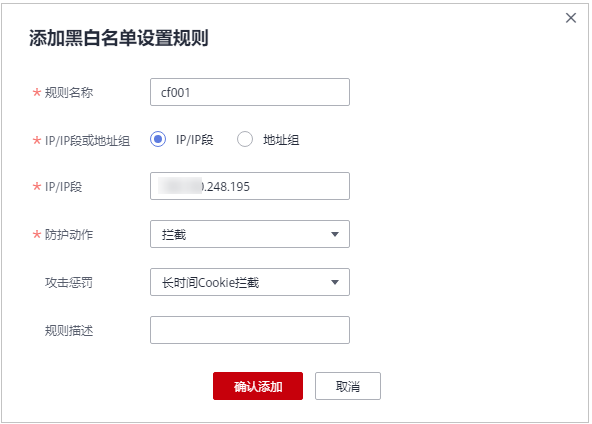 添加黑白名单设置规则
* 规则名称 cf001
* IP/IP段或地址组 IP/IP段 地址组
* IP/IP段 .248.195
* 防护动作 拦截
攻击惩罚 长时间Cookie拦截
规则描述
确认添加 取消